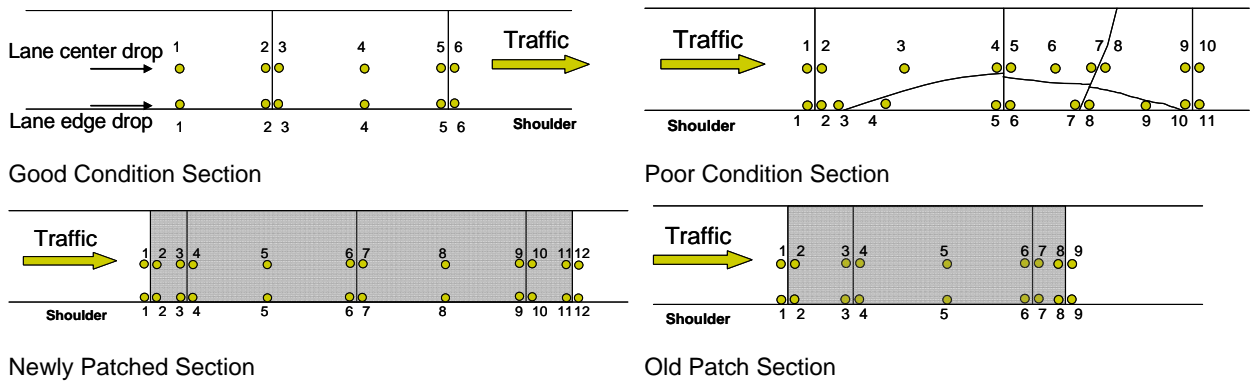 Lane center drop
1 2 3 4 5 6
Traffic
Lane edge drop
1 2 3 4 5 6
Shoulder
Good Condition Section
Traffic
1 2 3 4 5 6 7 8 9 10
Shoulder
1 2 3 4 5 6 7 8 9 10 11
Poor Condition Section
Traffic
1 2 3 4 5 6 7 8 9 10 11 12
Shoulder
1 2 3 4 5 6 7 8 9 10 11 12
Newly Patched Section
Traffic
1 2 3 4 5 6 7 8 9
Shoulder
1 2 3 4 5 6 7 8 9
Old Patch Section